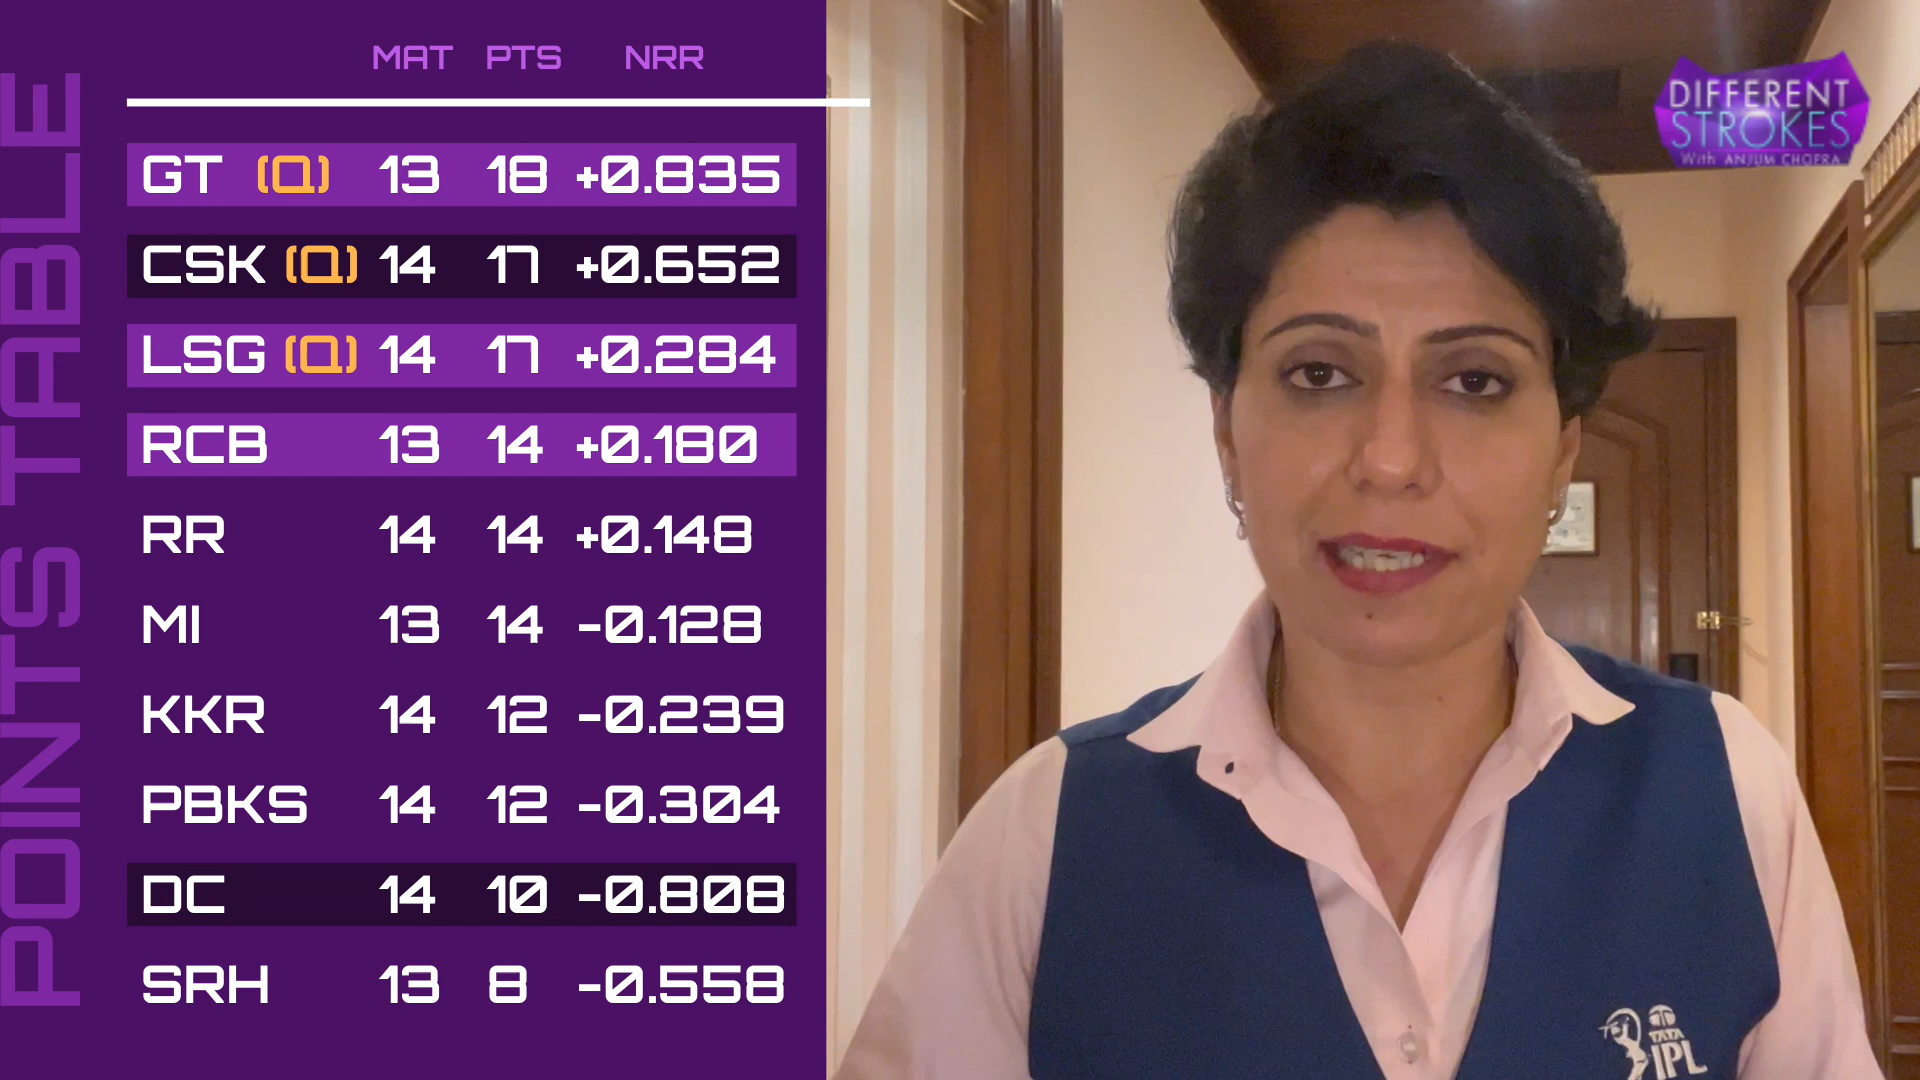 POINTS TABLE
MAT PTS NRR
GT (Q) 13 18 +0.835
CSK (Q) 14 17 +0.652
LSG (Q) 14 17 +0.284
RCB 13 14 +0.180
RR 14 14 +0.148
MI 13 14 -0.128
KKR 14 12 -0.239
PBKS 14 12 -0.304
DC 14 10 -0.808
SRH 13 8 -0.558
DIFFERENT
STROKES
With ANJUM CHOPRA
TATA
IPL